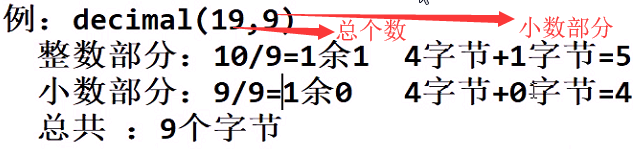 例：decimal(19,9)
总个数
小数部分
整数部分：10/9=1余1 4字节+1字节=5
小数部分：9/9=1余0 4字节+0字节=4
总共 ：9个字节